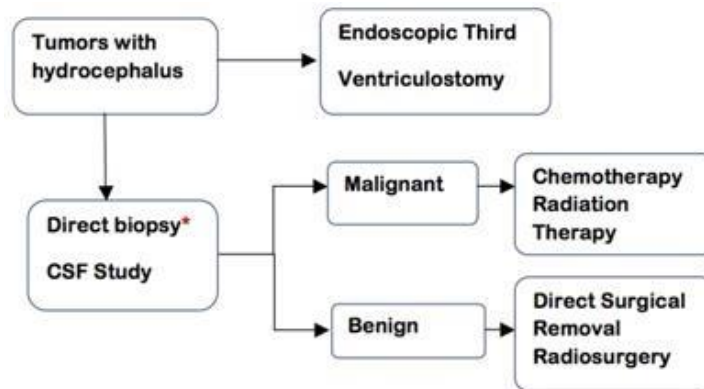 Tumors with
hydrocephalus
Endoscopic Third
Ventriculostomy
Direct biopsy*
CSF Study
Malignant
Chemotherapy
Radiation
Therapy
Benign
Direct Surgical
Removal
Radiosurgery